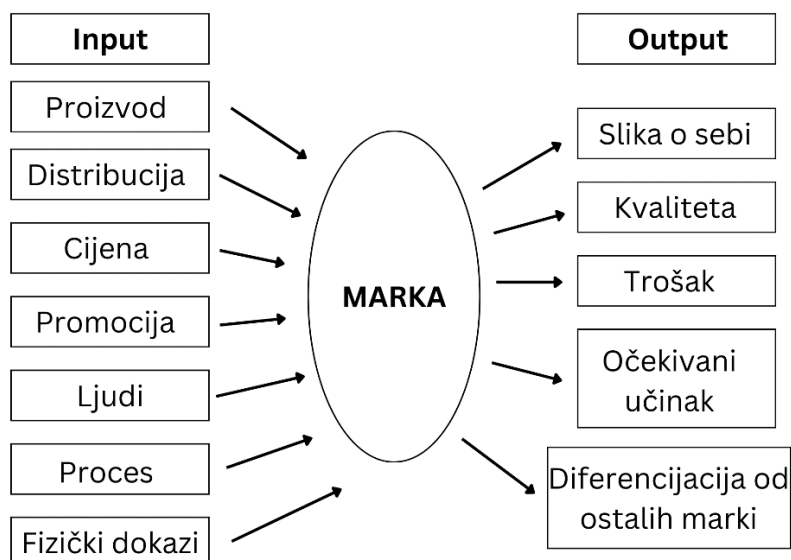 Input
Proizvod
Distribucija
Cijena
Promocija
Ljudi
Proces
Fizički dokazi
MARKA
Output
Slika o sebi
Kvaliteta
Trošak
Očekivani
učinak
Diferencijacija od
ostalih marki